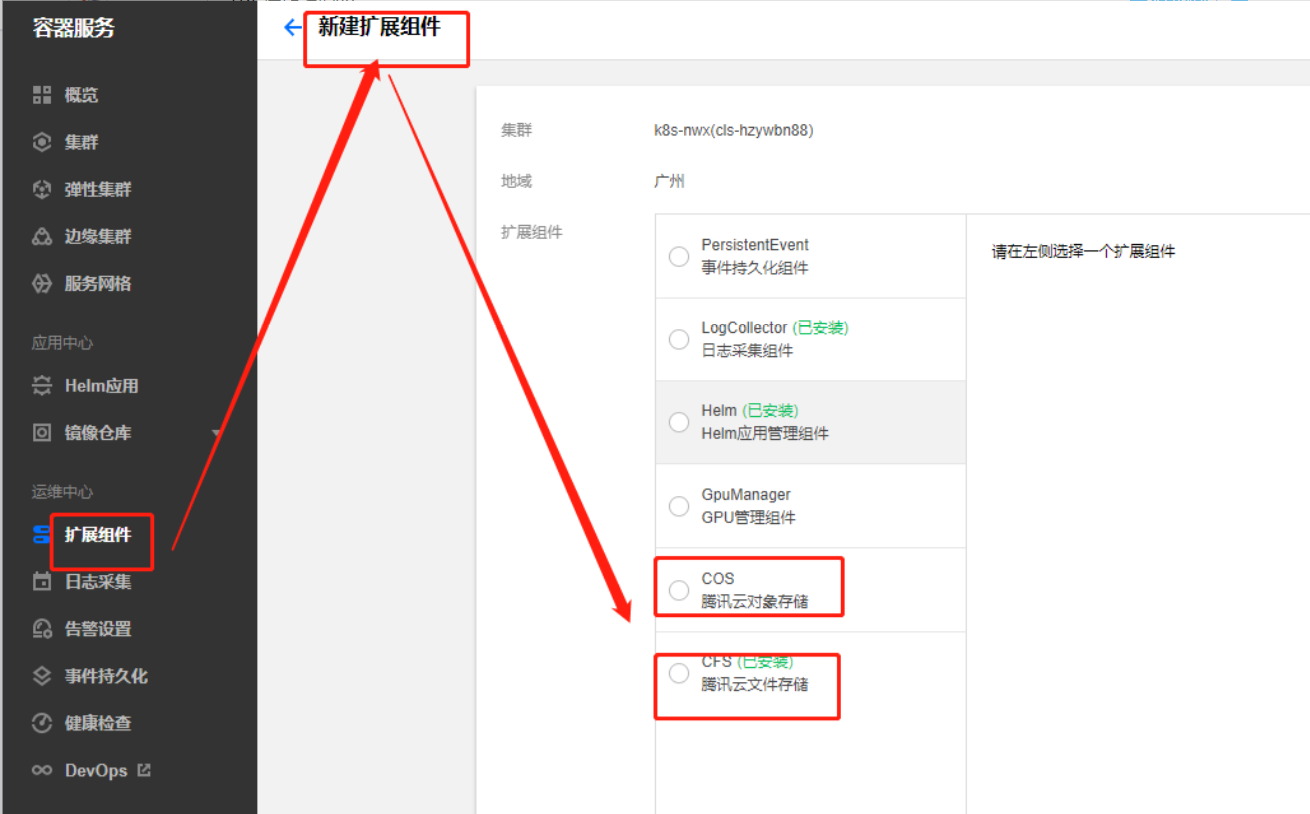 容器服务
新建扩展组件
概览
集群
弹性集群
边缘集群
服务网格
应用中心
Helm应用
镜像仓库
运维中心
扩展组件
日志采集
告警设置
事件持久化
健康检查
DevOps
集群
k8s-nwx(cls-hzywbn88)
地域
广州
扩展组件
PersistentEvent
事件持久化组件
LogCollector (已安装)
日志采集组件
Helm (已安装)
Helm应用管理组件
GpuManager
GPU管理组件
COS
腾讯云对象存储
CFS (已安装)
腾讯云文件存储
请在左侧选择一个扩展组件